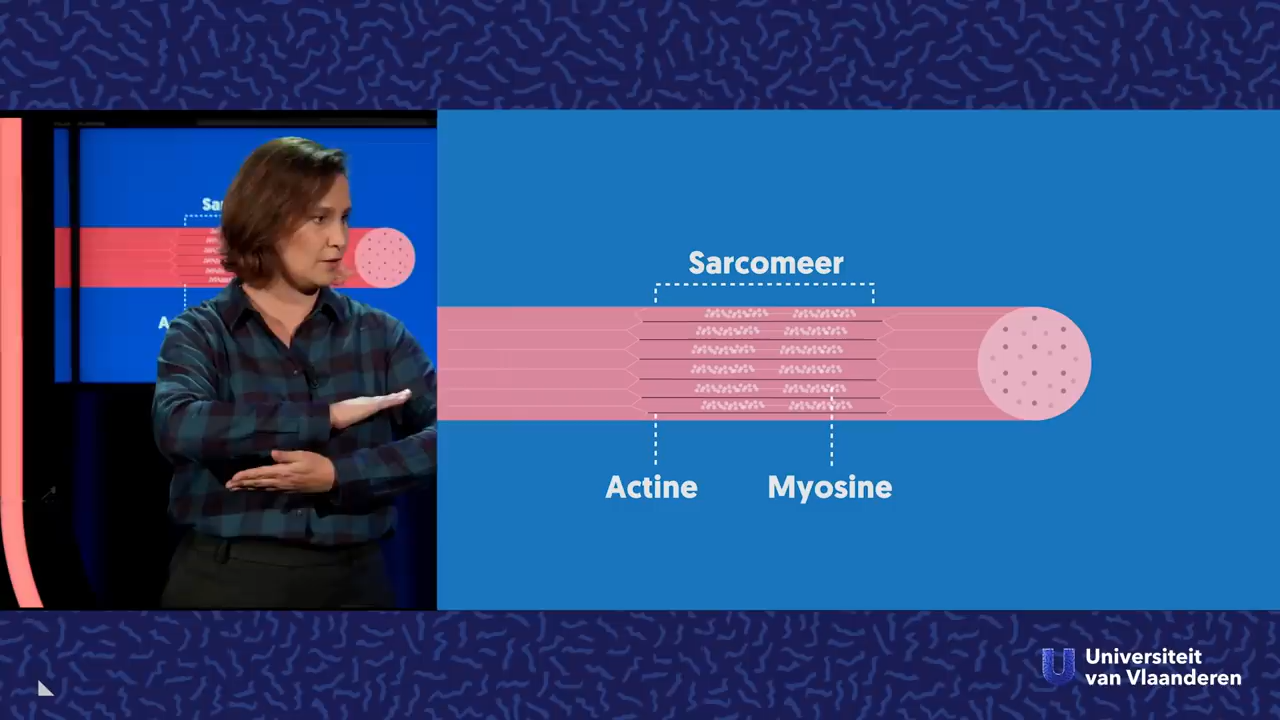 Sarcomeer
Actine
Myosine
Universiteit
van Vlaanderen